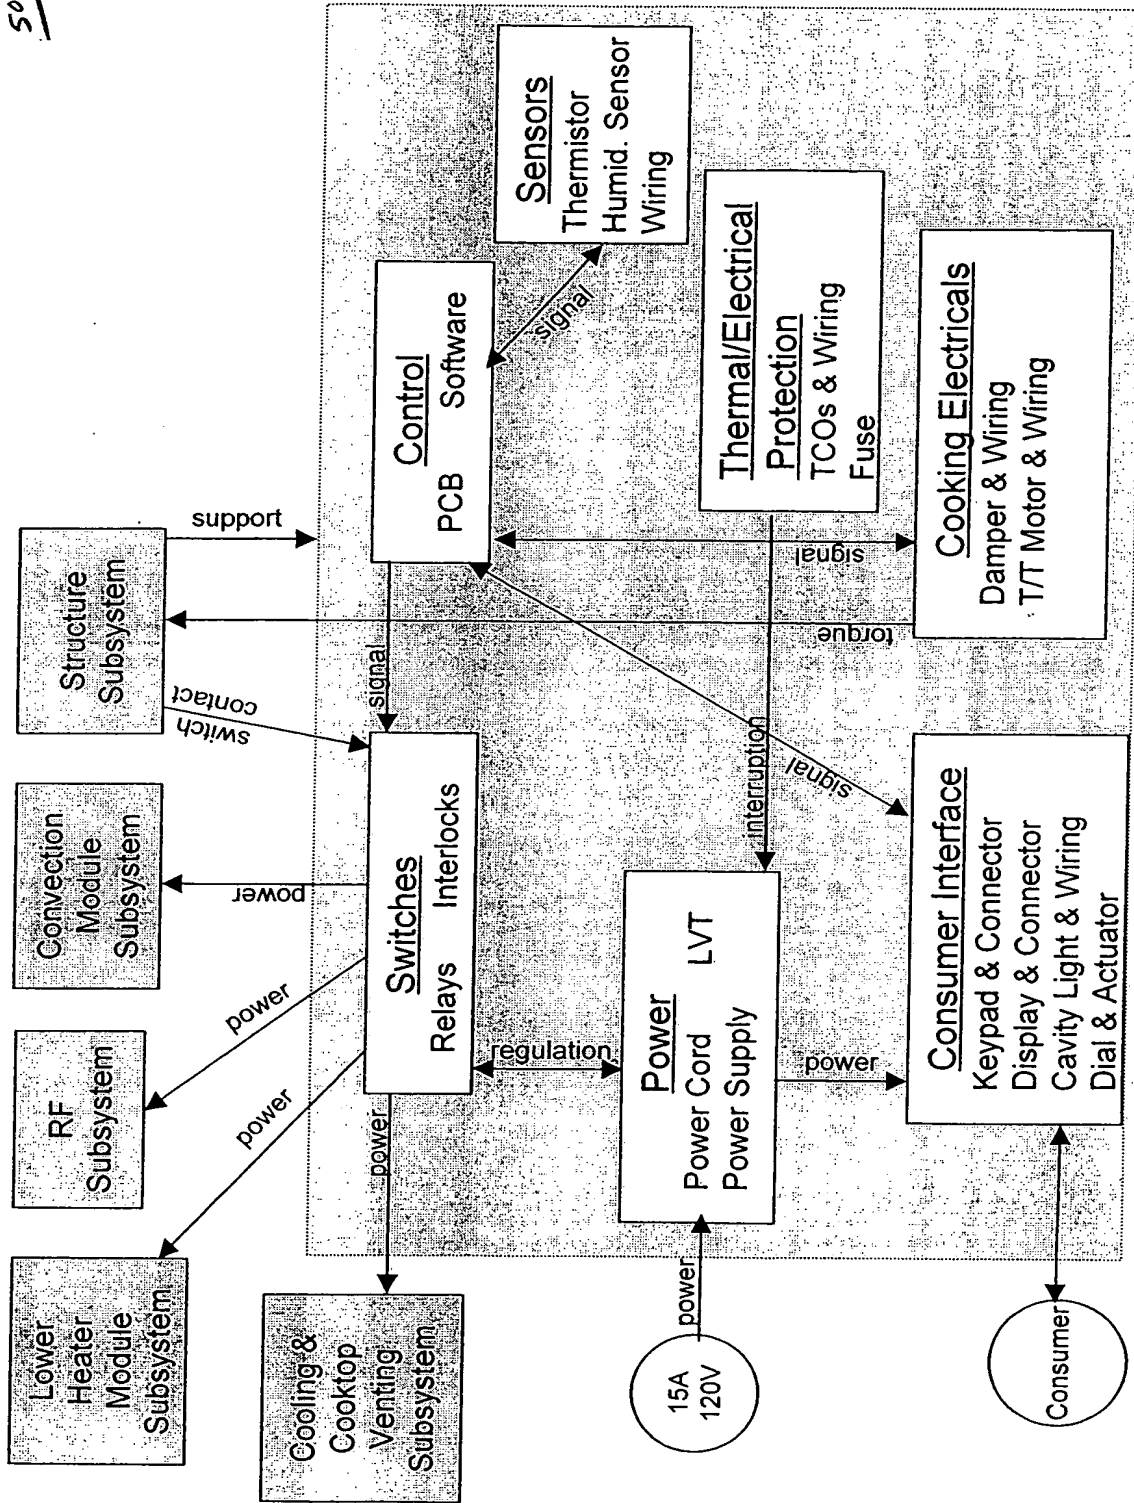 50
Lower
Heater
Module
Subsystem
RF
Subsystem
Convection
Module
Subsystem
Structure
Subsystem
power
power
power
switch
contact
support
Cooling &
Cooktop
Venting
Subsystem
power
Switches
Relays Interlocks
signal
Control
PCB Software
signal
Sensors
Thermistor
Humid. Sensor
Wiring
regulation
torque
15A
120V
power
Power
Power Cord LVT
Power Supply
interruption
Thermal/Electrical
Protection
TCOs & Wiring
Fuse
power
signal
signal
Consumer
Consumer Interface
Keypad & Connector
Display & Connector
Cavity Light & Wiring
Dial & Actuator
Cooking Electricals
Damper & Wiring
T/T Motor & Wiring